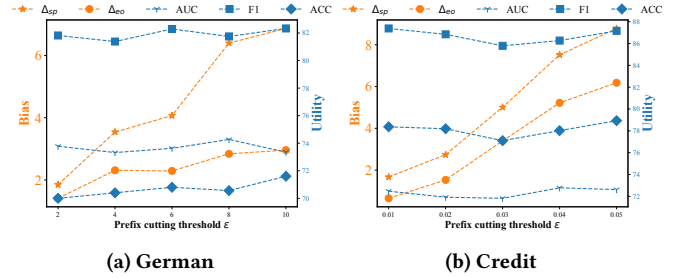 Δsp Δeo AUC F1 ACC
6
4
2
Bias
82
80
78
76
74
72
70
Utility
2 4 6 8 10
Prefix cutting threshold ε
(a) German
Δsp Δeo AUC F1 ACC
8
6
4
2
Bias
88
86
84
82
80
78
76
74
72
Utility
0.01 0.02 0.03 0.04 0.05
Prefix cutting threshold ε
(b) Credit